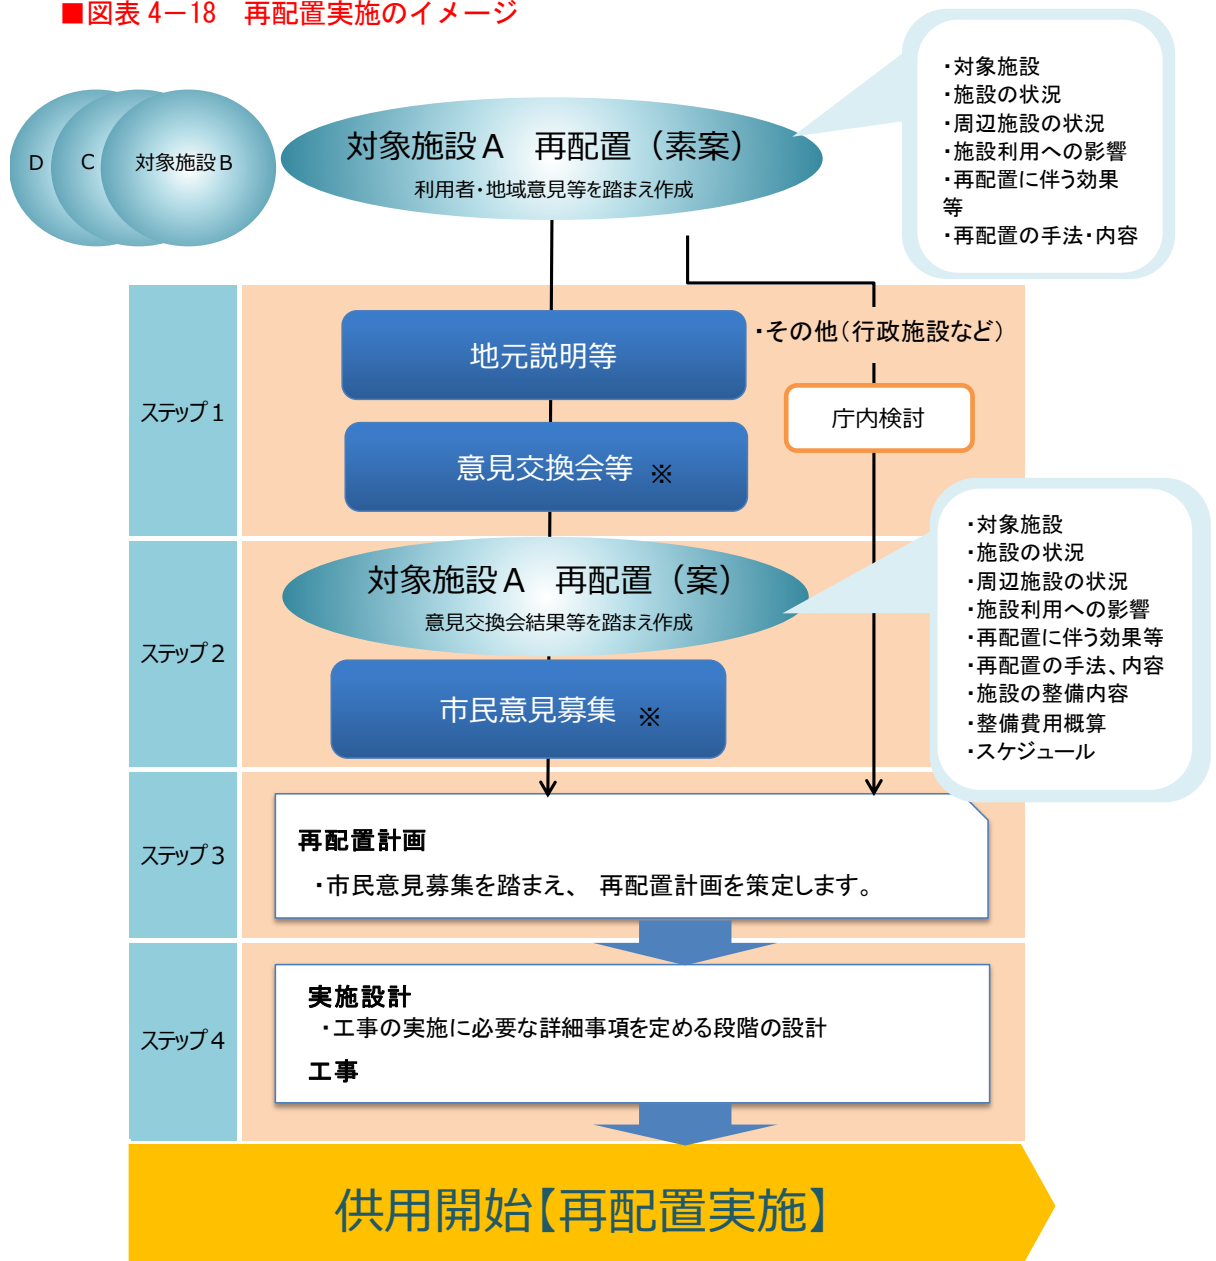 ■図表 4－18　再配置実施のイメージ
D
C
対象施設B
対象施設A　再配置（素案）
利用者・地域意見等を踏まえ作成
・対象施設
・施設の状況
・周辺施設の状況
・施設利用への影響
・再配置に伴う効果
等
・再配置の手法・内容
ステップ1
地元説明等
意見交換会等 ※
・その他（行政施設など）
庁内検討
ステップ2
対象施設A　再配置（案）
意見交換会結果等を踏まえ作成
市民意見募集 ※
・対象施設
・施設の状況
・周辺施設の状況
・施設利用への影響
・再配置に伴う効果等
・再配置の手法、内容
・施設の整備内容
・整備費用概算
・スケジュール
ステップ3
再配置計画
・市民意見募集を踏まえ、 再配置計画を策定します。
ステップ4
実施設計
・工事の実施に必要な詳細事項を定める段階の設計
工事
供用開始【再配置実施】